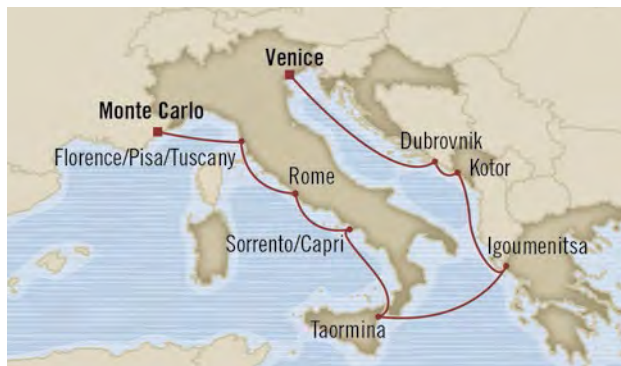 Venice
Monte Carlo
Dubrovnik
Florence/Pisa/Tuscany
Kotor
Rome
Sorrento/Capri
Igoumenitsa
Taormina